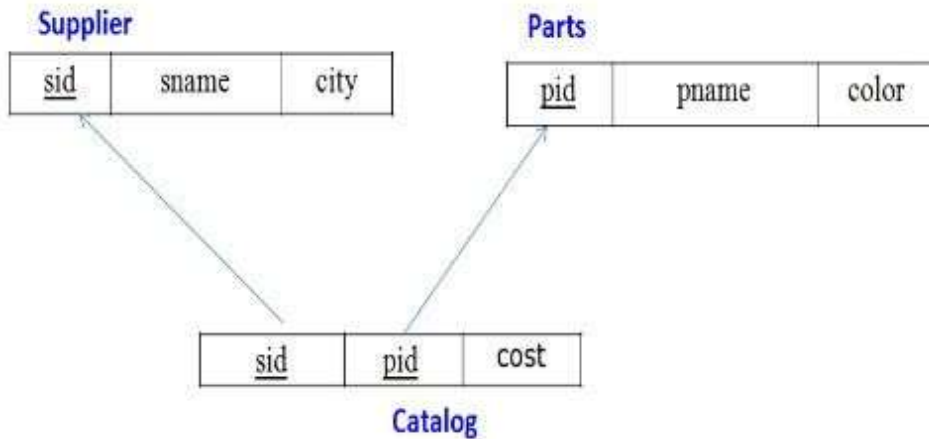 Supplier
sid sname city
Parts
pid pname color
sid pid cost
Catalog